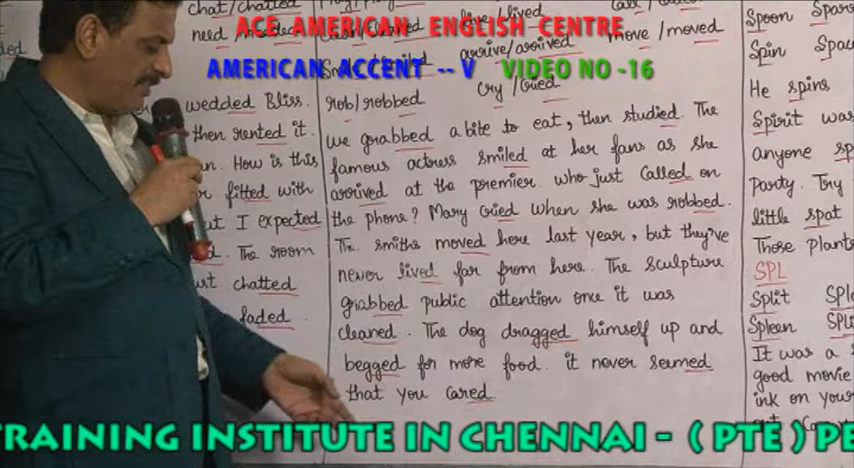 ACE AMERICAN ENGLISH CENTRE
AMERICAN ACCENT -- V VIDEO NO -16
chat/chatted
need/needed
wedded Bliss.
then rented it.
How is this
fitted with
I expected
The room
chatted
faded.
live/lived
arrive/arrived
move/moved
cry/cried
rob/robbed
we grabbed a bite to eat, then studied. The
famous actress smiled at her fans as she
arrived at the premier. who just called on
the phone? Mary cried when she was robbed.
The smiths moved here last year, but they've
never lived far from here. The sculpture
grabbed public attention once it was
cleaned. The dog dragged himself up and
begged for more food. it never seemed
that you cared
Spoon
Spin
He spins
Spirit was
anyone
Party. Try
little spat
Those plants
SPL
Split
Spleen
It was a
good movie
ink on your
TRAINING INSTITUTE IN CHENNAI - ( PTE ) PE